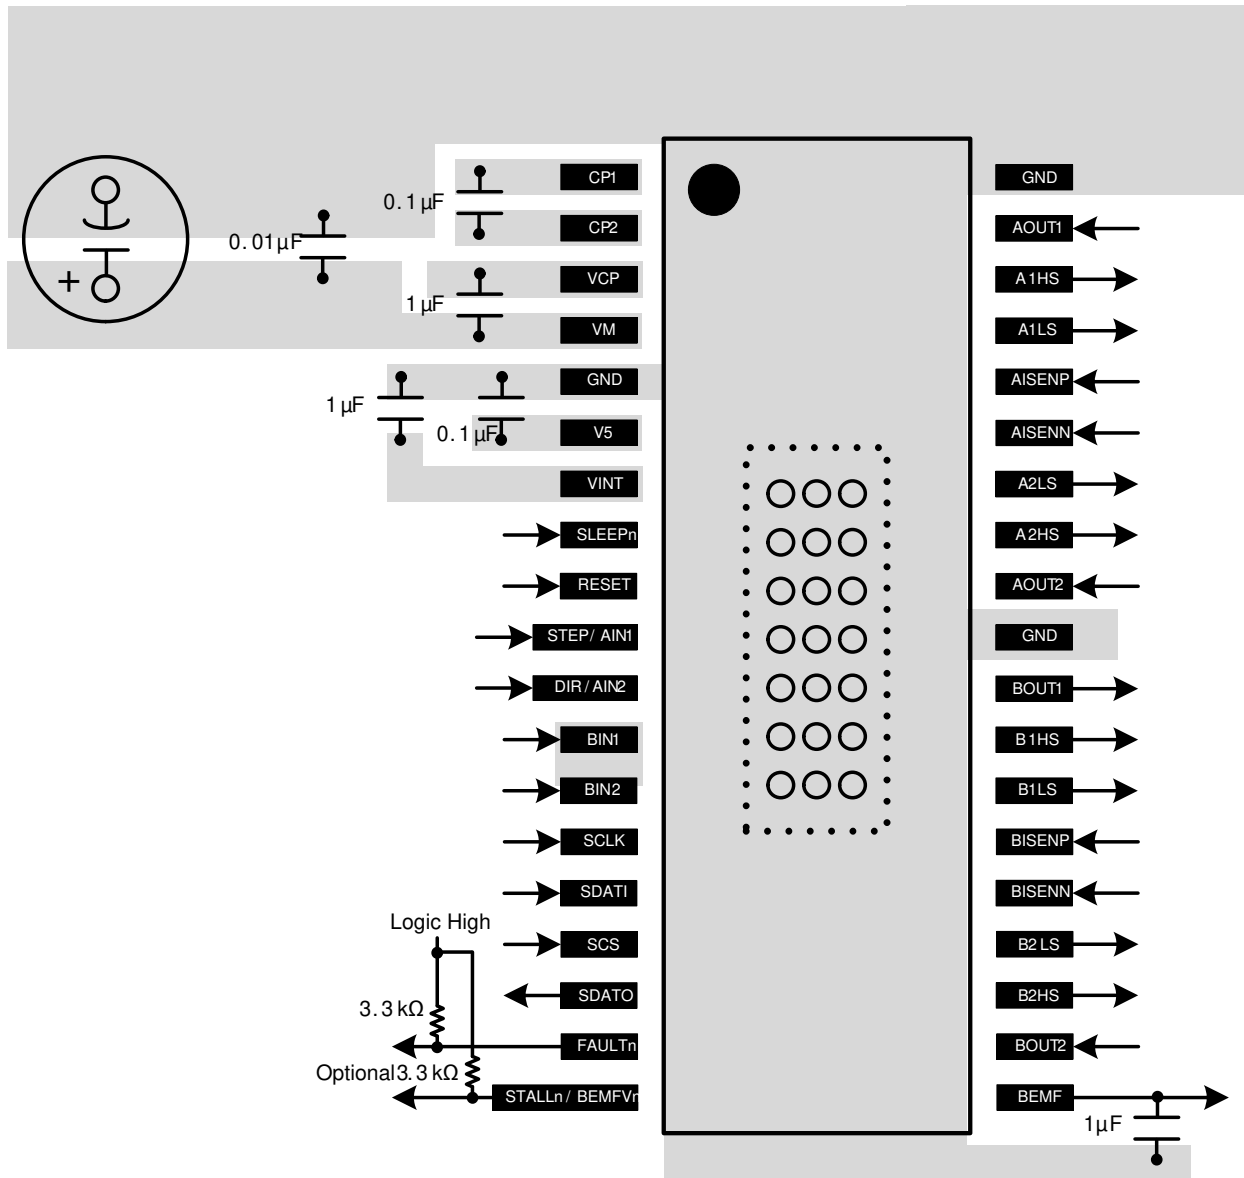 CP1
0.1µF
CP2
0.01µF
VCP
+
1µF
VM
GND
1µF
0.1µF
V5
VINT
SLEEPn
RESET
STEP/ AIN1
DIR/AIN2
BIN1
BIN2
SCLK
SDATI
Logic High
SCS
3.3kΩ
SDATO
FAULTn
Optional3.3kΩ
STALLn/ BEMFVn
GND
AOUT1
A1HS
A1LS
AISENP
AISENN
A2LS
A2HS
AOUT2
GND
BOUT1
B1HS
B1LS
BISENP
BISENN
B2LS
B2HS
BOUT2
BEMF
1µF